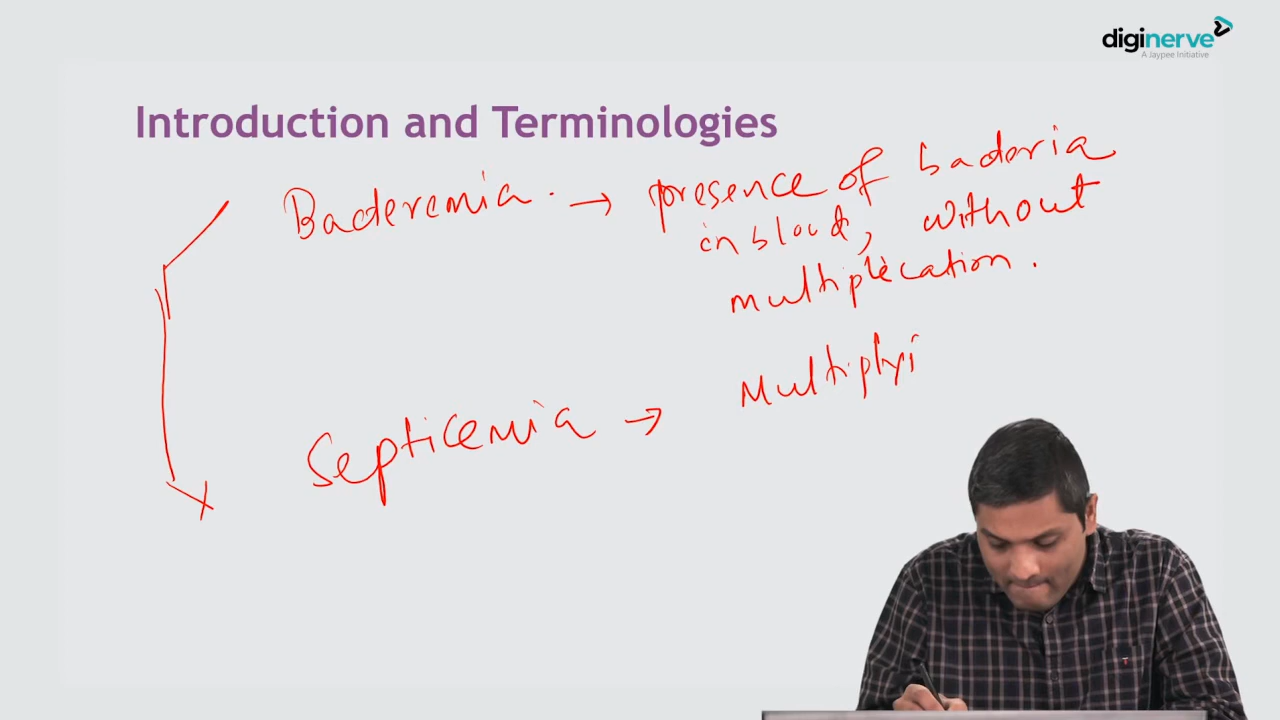 diginerve
A Jaypee Initiative
Introduction and Terminologies
Bacteremia. → presence of bacteria
in blood, without
multiplication.
Septicemia → Multiplyi